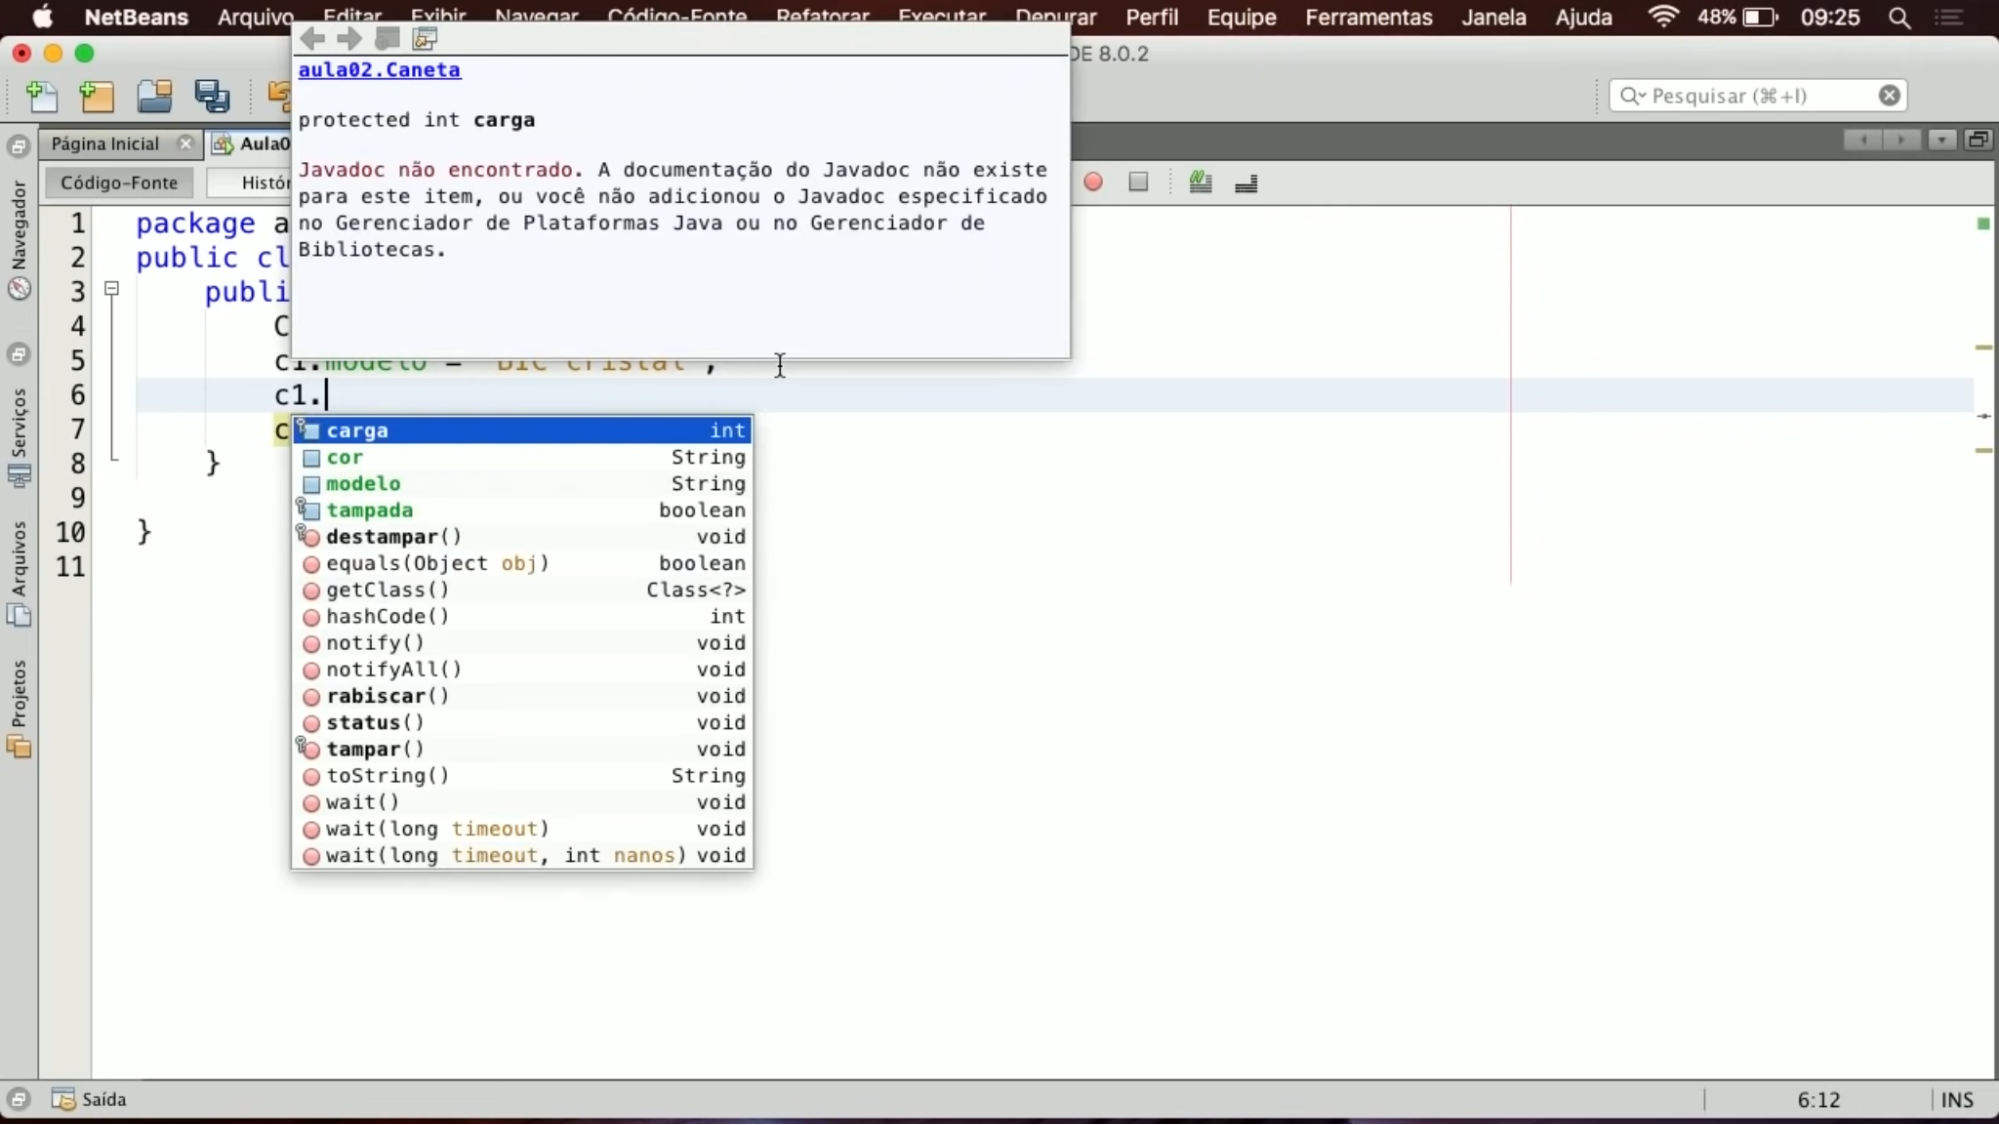 NetBeans Arquivo Editar Exibir Navegar Código-Fonte Refatorar Executar Depurar Perfil Equipe Ferramentas Janela Ajuda 48% 09:25
DE 8.0.2
aula02.Caneta
protected int carga
Javadoc não encontrado. A documentação do Javadoc não existe
para este item, ou você não adicionou o Javadoc especificado
no Gerenciador de Plataformas Java ou no Gerenciador de
Bibliotecas.
Pesquisar (⌘+I)
Página Inicial Aula0
Código-Fonte Histór
Navegador
Serviços
Arquivos
Projetos
1 package a
2 public cl
3 publi
4 C
5 c1.modelo = "BIC cristal";
6 c1.
7 c
8 }
9
10 }
11
carga int
cor String
modelo String
tampada boolean
destampar() void
equals(Object obj) boolean
getClass() Class<?>
hashCode() int
notify() void
notifyAll() void
rabiscar() void
status() void
tampar() void
toString() String
wait() void
wait(long timeout) void
wait(long timeout, int nanos) void
Saída 6:12 INS